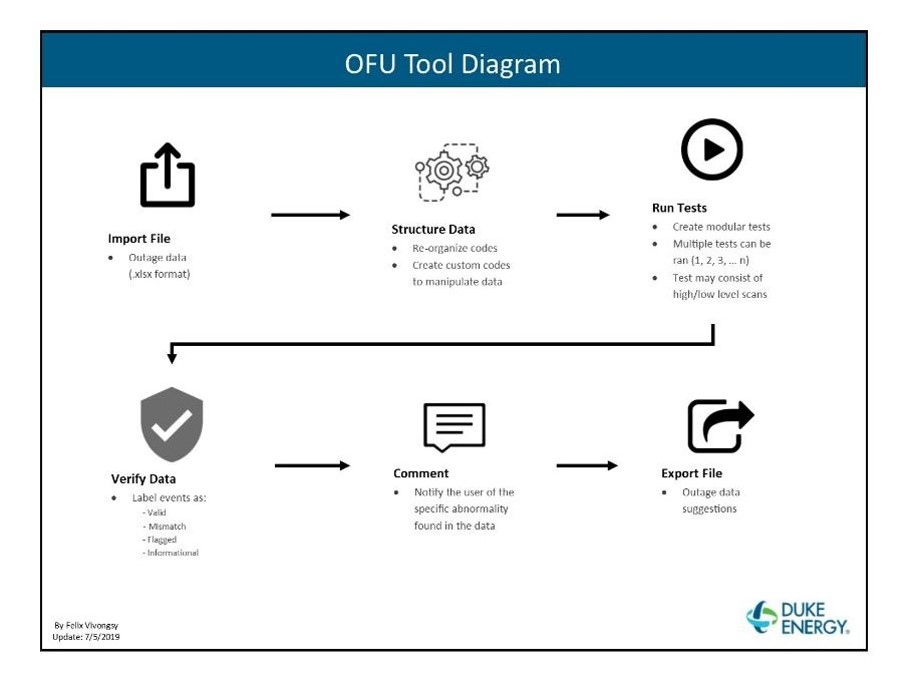 OFU Tool Diagram
Import File
• Outage data
(.xlsx format)
Structure Data
• Re-organize codes
• Create custom codes
to manipulate data
Run Tests
• Create modular tests
• Multiple tests can be
ran (1, 2, 3, ... n)
• Test may consist of
high/low level scans
Verify Data
• Label events as:
- Valid
- Mismatch
- Flagged
- Informational
Comment
• Notify the user of the
specific abnormality
found in the data
Export File
• Outage data
suggestions
By Felix Vivongsy
Update: 7/5/2019
DUKE
ENERGY®